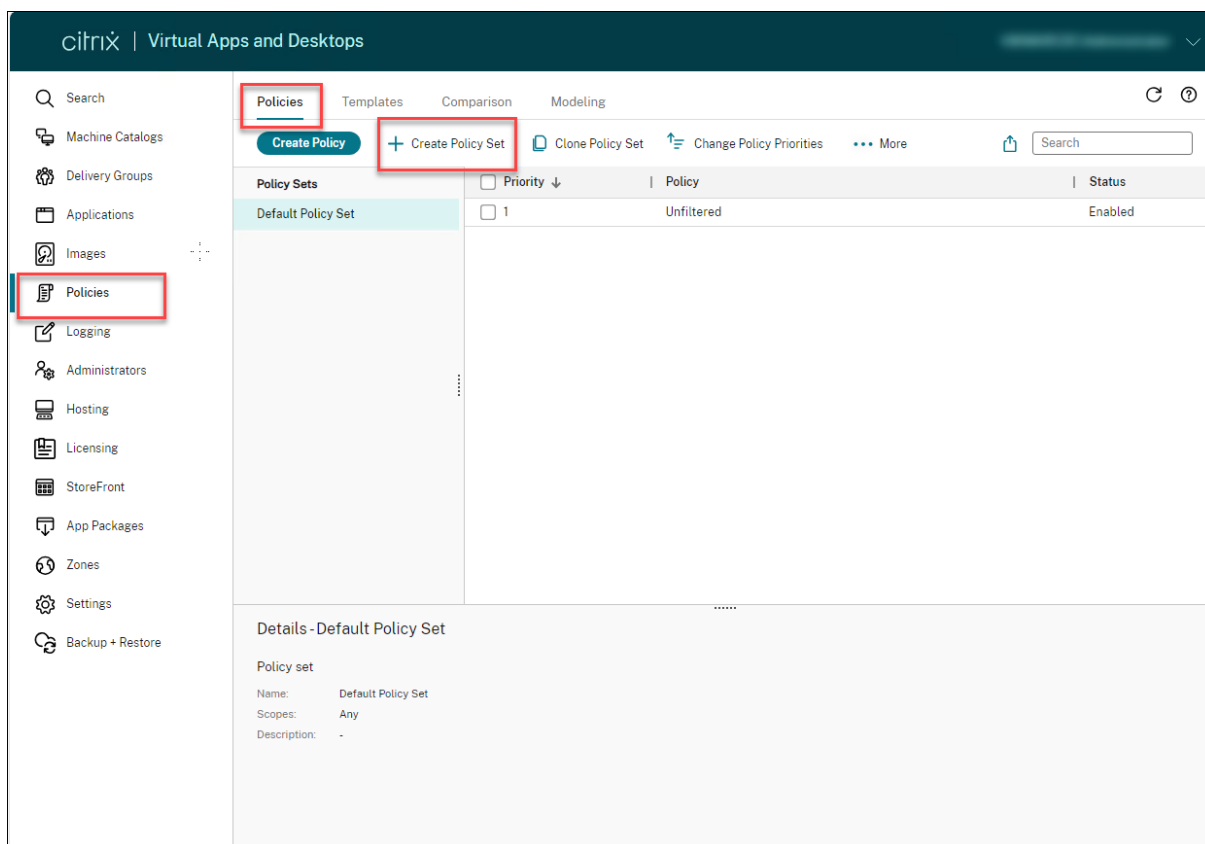 citrix | Virtual Apps and Desktops
Search
Machine Catalogs
Delivery Groups
Applications
Images
Policies
Logging
Administrators
Hosting
Licensing
StoreFront
App Packages
Zones
Settings
Backup + Restore
Policies Templates Comparison Modeling
Create Policy + Create Policy Set Clone Policy Set Change Policy Priorities ••• More Search
Policy Sets
Default Policy Set
Priority ↓ | Policy | Status
1 Unfiltered Enabled
Details - Default Policy Set
Policy set
Name: Default Policy Set
Scopes: Any
Description: -